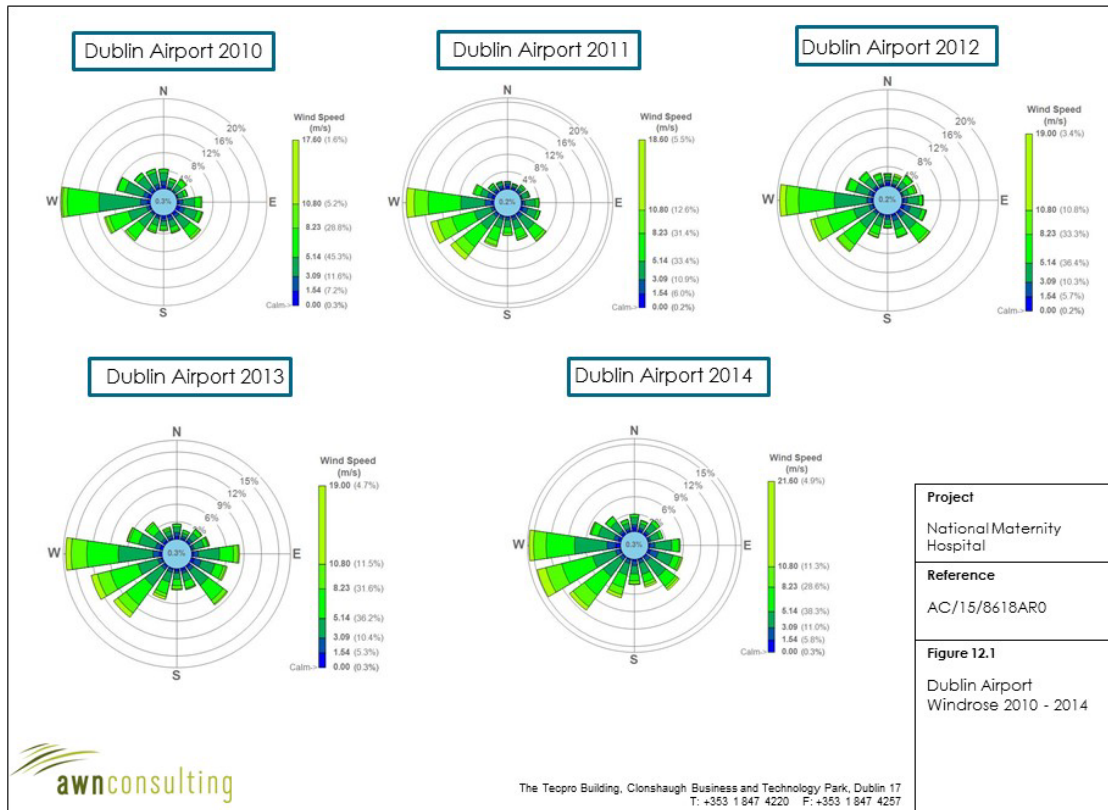 Dublin Airport 2010
N
W
E
S
20%
16%
12%
8%
4%
0.3%
Wind Speed
(m/s)
17.60 (1.6%)
10.80 (5.2%)
8.23 (28.8%)
5.14 (45.3%)
3.09 (11.6%)
1.54 (7.2%)
Calm-> 0.00 (0.3%)
Dublin Airport 2011
N
W
E
S
20%
16%
12%
8%
4%
0.2%
Wind Speed
(m/s)
18.60 (5.5%)
10.80 (12.6%)
8.23 (31.4%)
5.14 (33.4%)
3.09 (10.9%)
1.54 (6.0%)
Calm-> 0.00 (0.2%)
Dublin Airport 2012
N
W
E
S
20%
16%
12%
8%
0.2%
Wind Speed
(m/s)
19.00 (3.4%)
10.80 (10.8%)
8.23 (33.3%)
5.14 (36.4%)
3.09 (10.3%)
1.54 (5.7%)
Calm-> 0.00 (0.2%)
Dublin Airport 2013
N
W
E
S
15%
12%
9%
6%
0.3%
Wind Speed
(m/s)
19.00 (4.7%)
10.80 (11.5%)
8.23 (31.6%)
5.14 (36.2%)
3.09 (10.4%)
1.54 (5.3%)
Calm-> 0.00 (0.3%)
Dublin Airport 2014
N
W
E
S
15%
12%
9%
6%
0.3%
Wind Speed
(m/s)
21.60 (4.9%)
10.80 (11.3%)
8.23 (28.6%)
5.14 (38.3%)
3.09 (11.0%)
1.54 (5.8%)
Calm-> 0.00 (0.3%)
Project
National Maternity
Hospital
Reference
AC/15/8618AR0
Figure 12.1
Dublin Airport
Windrose 2010 - 2014
awnconsulting
The Tecpro Building, Clonshaugh Business and Technology Park, Dublin 17
T: +353 1 847 4220 F: +353 1 847 4257